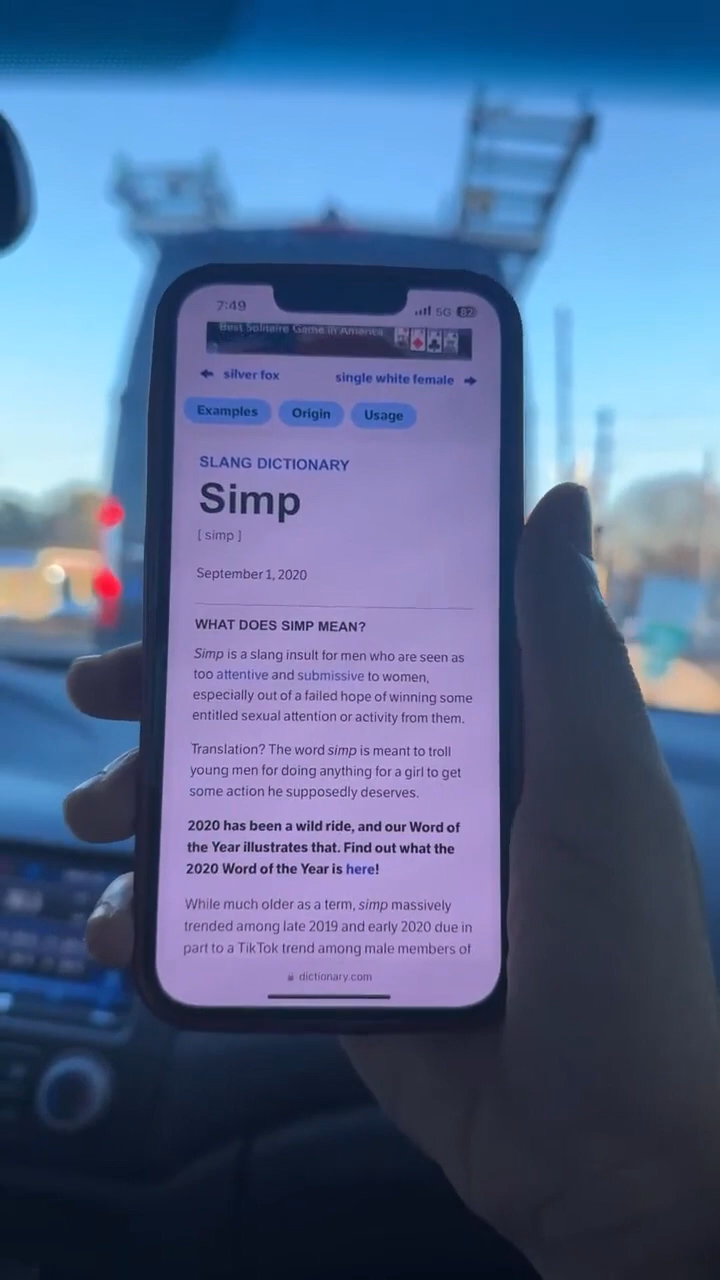 7:49 5G 82
Best Solitaire Game in America
← silver fox single white female →
Examples Origin Usage
SLANG DICTIONARY
Simp
[ simp ]
September 1, 2020
WHAT DOES SIMP MEAN?
Simp is a slang insult for men who are seen as
too attentive and submissive to women,
especially out of a failed hope of winning some
entitled sexual attention or activity from them.
Translation? The word simp is meant to troll
young men for doing anything for a girl to get
some action he supposedly deserves.
2020 has been a wild ride, and our Word of
the Year illustrates that. Find out what the
2020 Word of the Year is here!
While much older as a term, simp massively
trended among late 2019 and early 2020 due in
part to a TikTok trend among male members of
dictionary.com